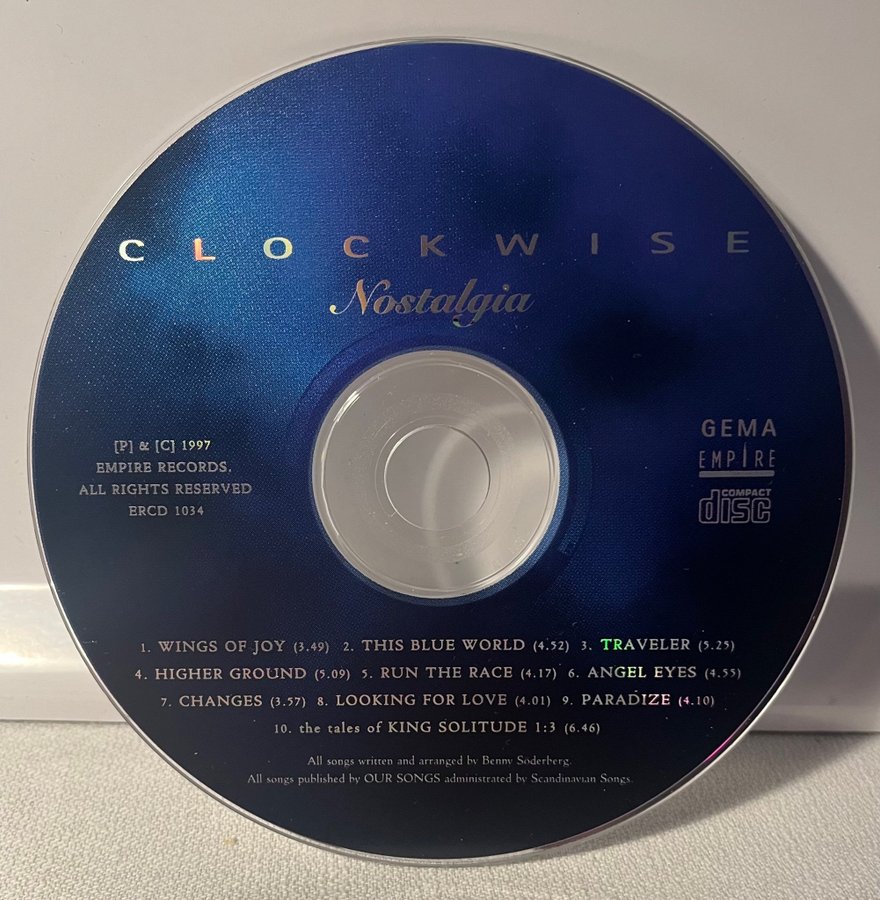 CLOCKWISE
Nostalgia
[P] & [C] 1997
EMPIRE RECORDS.
ALL RIGHTS RESERVED
ERCD 1034
GEMA
EMPIRE
COMPACT
disc
1. WINGS OF JOY (3.49) 2. THIS BLUE WORLD (4.52) 3. TRAVELER (5.25)
4. HIGHER GROUND (5.09) 5. RUN THE RACE (4.17) 6. ANGEL EYES (4.55)
7. CHANGES (3.57) 8. LOOKING FOR LOVE (4.01) 9. PARADIZE (4.10)
10. the tales of KING SOLITUDE 1:3 (6.46)
All songs written and arranged by Benny Söderberg.
All songs published by OUR SONGS administrated by Scandinavian Songs.